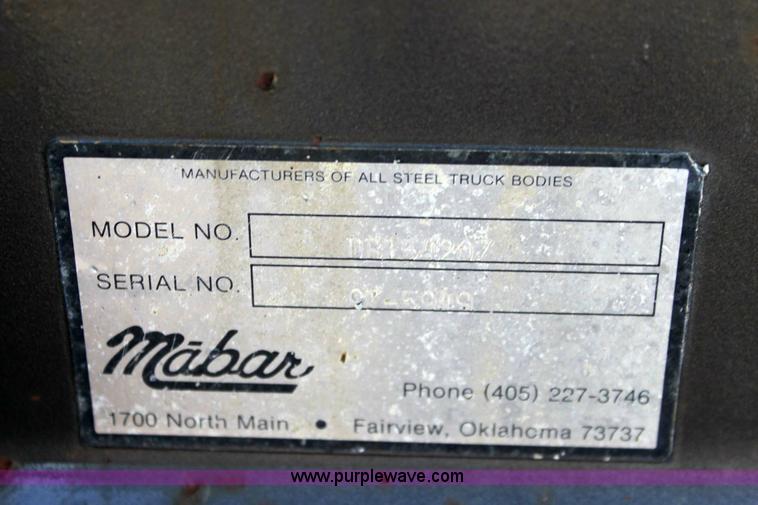 MANUFACTURERS OF ALL STEEL TRUCK BODIES
MODEL NO.
SERIAL NO.
Mabar
Phone (405) 227-3746
1700 North Main • Fairview, Oklahoma 73737
www.purplewave.com